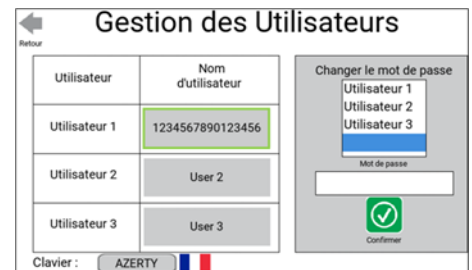 Gestion des Utilisateurs
Retour
Utilisateur
Nom
d'utilisateur
Utilisateur 1
1234567890123456
Utilisateur 2
User 2
Utilisateur 3
User 3
Clavier :
AZERTY
Changer le mot de passe
Utilisateur 1
Utilisateur 2
Utilisateur 3
Mot de passe
Confirmer